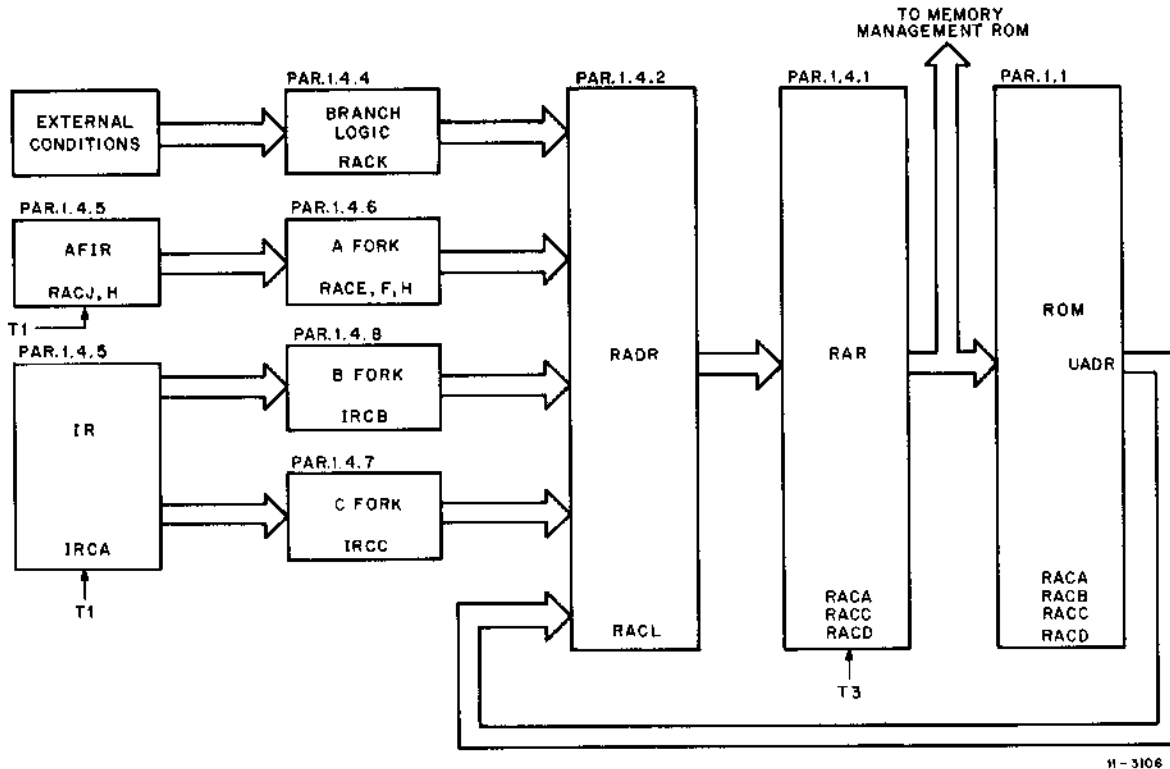 TO MEMORY
MANAGEMENT ROM
PAR.1.4.4
PAR.1.4.2
PAR.1.4.1
PAR.1.1
EXTERNAL
CONDITIONS
BRANCH
LOGIC
RACK
PAR.1.4.5
AFIR
RACJ, H
T1
PAR.1.4.6
A FORK
RACE, F, H
PAR.1.4.5
IR
IRCA
T1
PAR.1.4.8
B FORK
IRCB
PAR.1.4.7
C FORK
IRCC
RADR
RACL
RAR
RACA
RACC
RACD
T3
ROM
UADR
RACA
RACB
RACC
RACD
11-3106